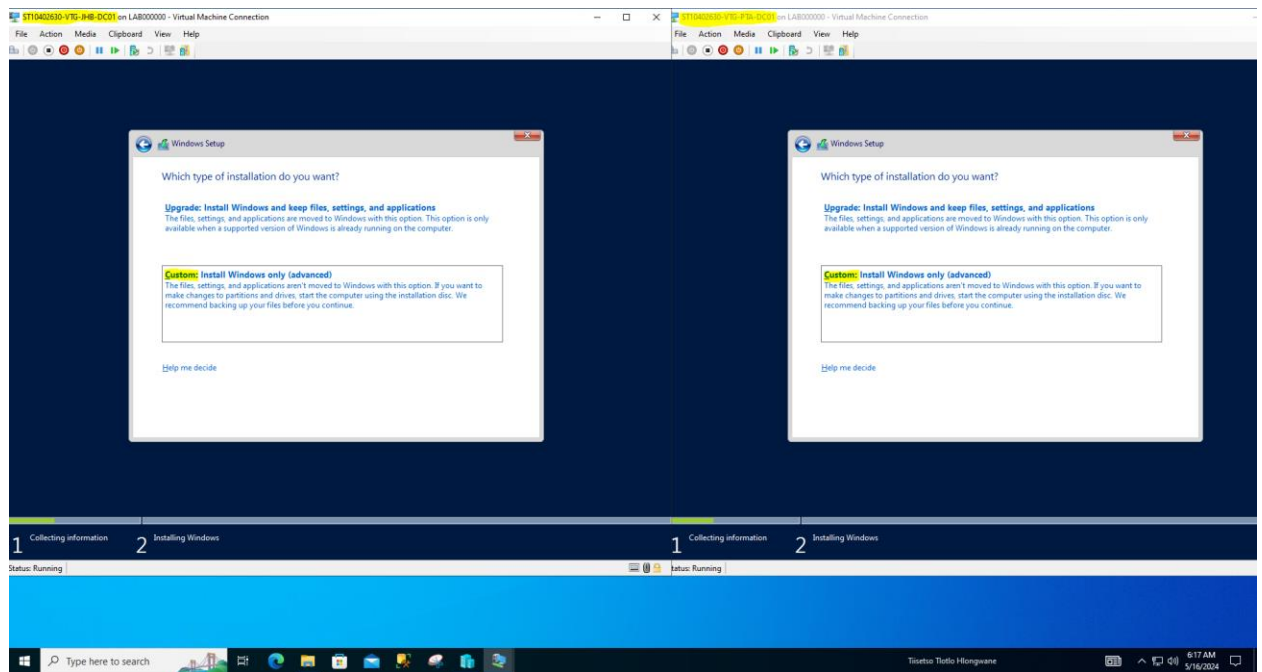 ST10402630-VTG-JHB-DC01 on LAB000000 - Virtual Machine Connection
File Action Media Clipboard View Help
Windows Setup
Which type of installation do you want?
Upgrade: Install Windows and keep files, settings, and applications
The files, settings, and applications are moved to Windows with this option. This option is only
available when a supported version of Windows is already running on the computer.
Custom: Install Windows only (advanced)
The files, settings, and applications aren't moved to Windows with this option. If you want to
make changes to partitions and drives, start the computer using the installation disc. We
recommend backing up your files before you continue.
Help me decide
1 Collecting information 2 Installing Windows
Status: Running
ST10402630-VTG-PTA-DC01 on LAB000000 - Virtual Machine Connection
File Action Media Clipboard View Help
Windows Setup
Which type of installation do you want?
Upgrade: Install Windows and keep files, settings, and applications
The files, settings, and applications are moved to Windows with this option. This option is only
available when a supported version of Windows is already running on the computer.
Custom: Install Windows only (advanced)
The files, settings, and applications aren't moved to Windows with this option. If you want to
make changes to partitions and drives, start the computer using the installation disc. We
recommend backing up your files before you continue.
Help me decide
1 Collecting information 2 Installing Windows
tatus: Running
Type here to search
Tiisetso Tlotlo Hlongwane
6:17 AM
5/16/2024